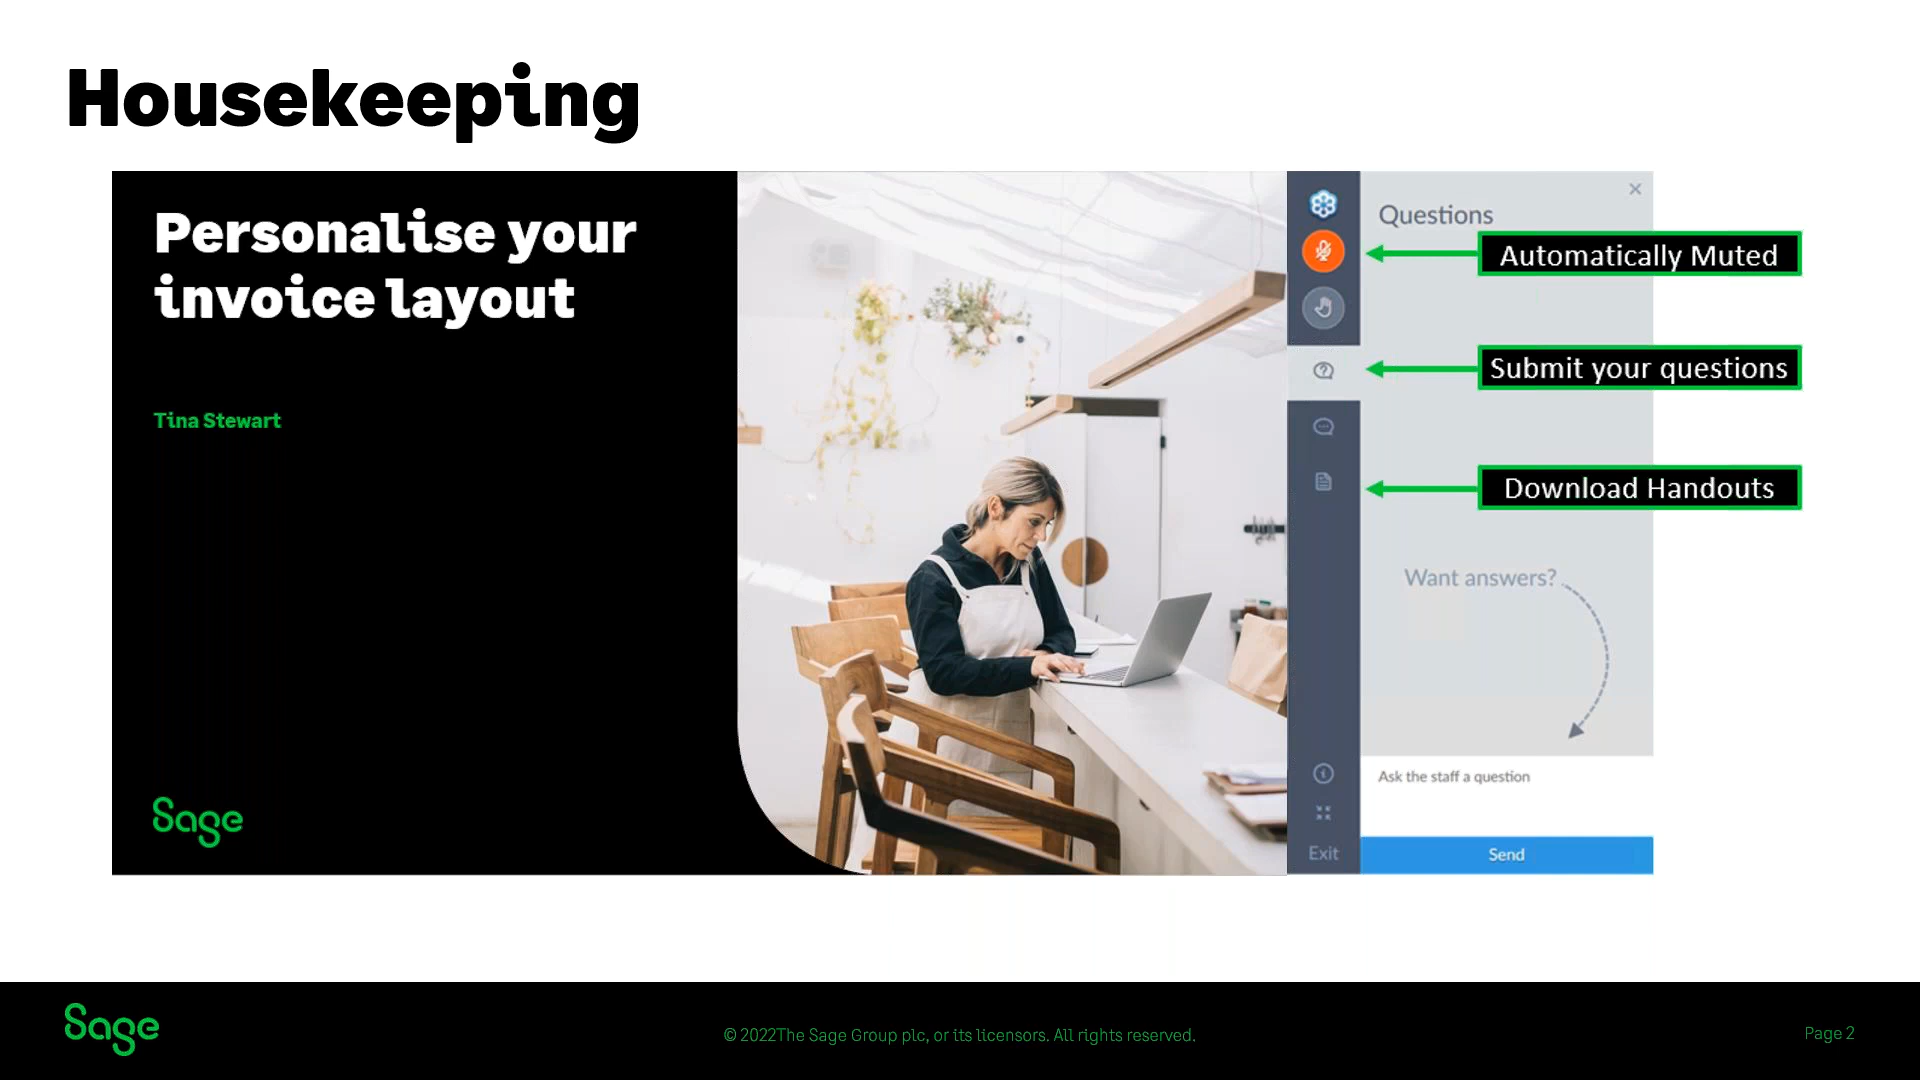 Housekeeping
Personalise your
invoice layout
Tina Stewart
Sage
Questions
Automatically Muted
Submit your questions
Download Handouts
Want answers?
Ask the staff a question
Exit
Send
Sage
© 2022The Sage Group plc, or its licensors. All rights reserved.
Page 2